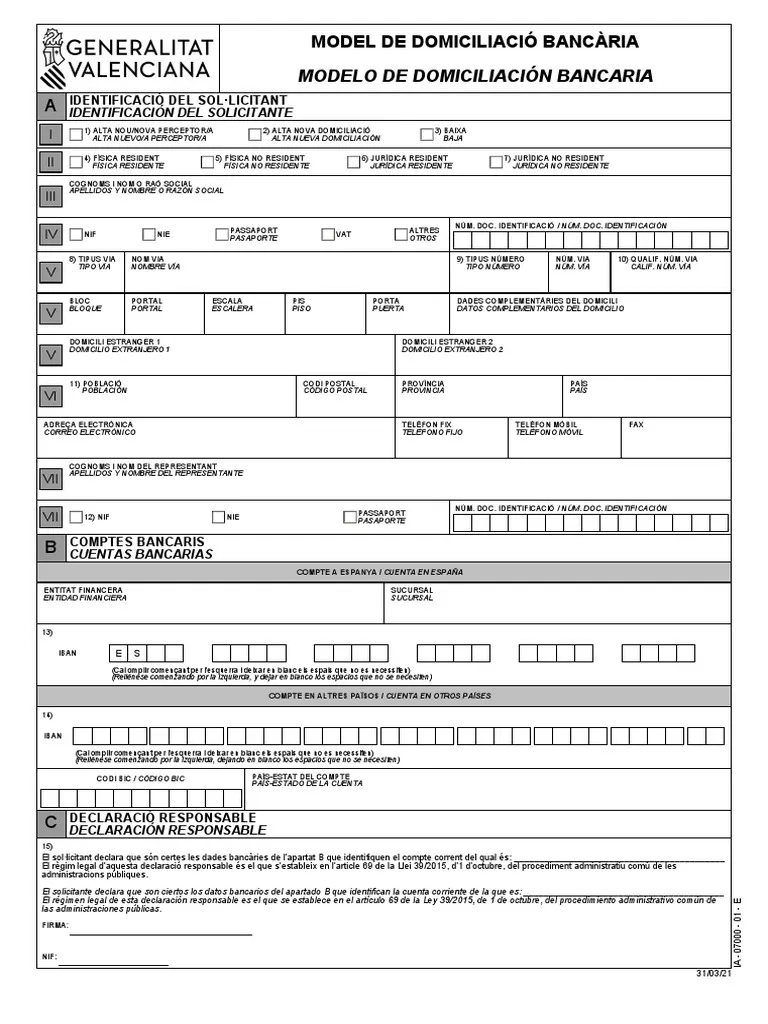 GENERALITAT
VALENCIANA
MODEL DE DOMICILIACIÓ BANCÀRIA
MODELO DE DOMICILIACIÓN BANCARIA
A
IDENTIFICACIÓ DEL SOL·LICITANT
IDENTIFICACIÓN DEL SOLICITANTE
I
1) ALTA NOU/NOVA PERCEPTOR/A
ALTA NUEVO/A PERCEPTOR/A
2) ALTA NOVA DOMICILIACIÓ
ALTA NUEVA DOMICILIACIÓN
3) BAIXA
BAJA
II
4) FÍSICA RESIDENT
FÍSICA RESIDENTE
5) FÍSICA NO RESIDENT
FÍSICA NO RESIDENTE
6) JURÍDICA RESIDENT
JURÍDICA RESIDENTE
7) JURÍDICA NO RESIDENT
JURÍDICA NO RESIDENTE
III
COGNOMS I NOM O RAÓ SOCIAL
APELLIDOS Y NOMBRE O RAZÓN SOCIAL
IV
NIF
NIE
PASSAPORT
PASAPORTE
VAT
ALTRES
OTROS
NÚM. DOC. IDENTIFICACIÓ / NÚM. DOC. IDENTIFICACIÓN
V
8) TIPUS VIA
TIPO VÍA
NOM VIA
NOMBRE VÍA
9) TIPUS NÚMERO
TIPO NÚMERO
NÚM. VIA
NÚM. VÍA
10) QUALIF. NÚM. VIA
CALIF. NÚM. VÍA
V
BLOC
BLOQUE
PORTAL
PORTAL
ESCALA
ESCALERA
PIS
PISO
PORTA
PUERTA
DADES COMPLEMENTÀRIES DEL DOMICILI
DATOS COMPLEMENTARIOS DEL DOMICILIO
V
DOMICILI ESTRANGER 1
DOMICILIO EXTRANJERO 1
DOMICILI ESTRANGER 2
DOMICILIO EXTRANJERO 2
VI
11) POBLACIÓ
POBLACIÓN
CODI POSTAL
CÓDIGO POSTAL
PROVÍNCIA
PROVINCIA
PAÍS
PAÍS
ADREÇA ELECTRÒNICA
CORREO ELECTRÓNICO
TELÈFON FIX
TELÉFONO FIJO
TELÈFON MÒBIL
TELÉFONO MÓVIL
FAX
VII
COGNOMS I NOM DEL REPRESENTANT
APELLIDOS Y NOMBRE DEL REPRESENTANTE
VII
12) NIF
NIE
PASSAPORT
PASAPORTE
NÚM. DOC. IDENTIFICACIÓ / NÚM. DOC. IDENTIFICACIÓN
B
COMPTES BANCARIS
CUENTAS BANCARIAS
COMPTE A ESPANYA / CUENTA EN ESPAÑA
ENTITAT FINANCERA
ENTIDAD FINANCIERA
SUCURSAL
SUCURSAL
13)
IBAN
E S
(Cal omplir començant per l'esquerra i deixar en blanc els espais que no es necessiten)
(Rellénese comenzando por la izquierda, y dejar en blanco los espacios que no se necesiten)
COMPTE EN ALTRES PAÏSOS / CUENTA EN OTROS PAÍSES
14)
IBAN
(Cal omplir començant per l'esquerra i deixar en blanc els espais que no es necessiten)
(Rellénese comenzando por la izquierda, dejando en blanco los espacios que no se necesiten)
CODI BIC / CÓDIGO BIC
PAÍS-ESTAT DEL COMPTE
PAÍS-ESTADO DE LA CUENTA
C
DECLARACIÓ RESPONSABLE
DECLARACIÓN RESPONSABLE
15)
El sol·licitant declara que són certes les dades bancàries de l'apartat B que identifiquen el compte corrent del qual és:
El règim legal d'aquesta declaració responsable és el que s'estableix en l'article 69 de la Llei 39/2015, d'1 d'octubre, del procediment administratiu comú de les
administracions públiques.
El solicitante declara que son ciertos los datos bancarios del apartado B que identifican la cuenta corriente de la que es:
El régimen legal de esta declaración responsable es el que se establece en el artículo 69 de la Ley 39/2015, de 1 de octubre, del procedimiento administrativo común de
las administraciones públicas.
FIRMA:
NIF:
IA - 07000 - 01 - E
31/03/21